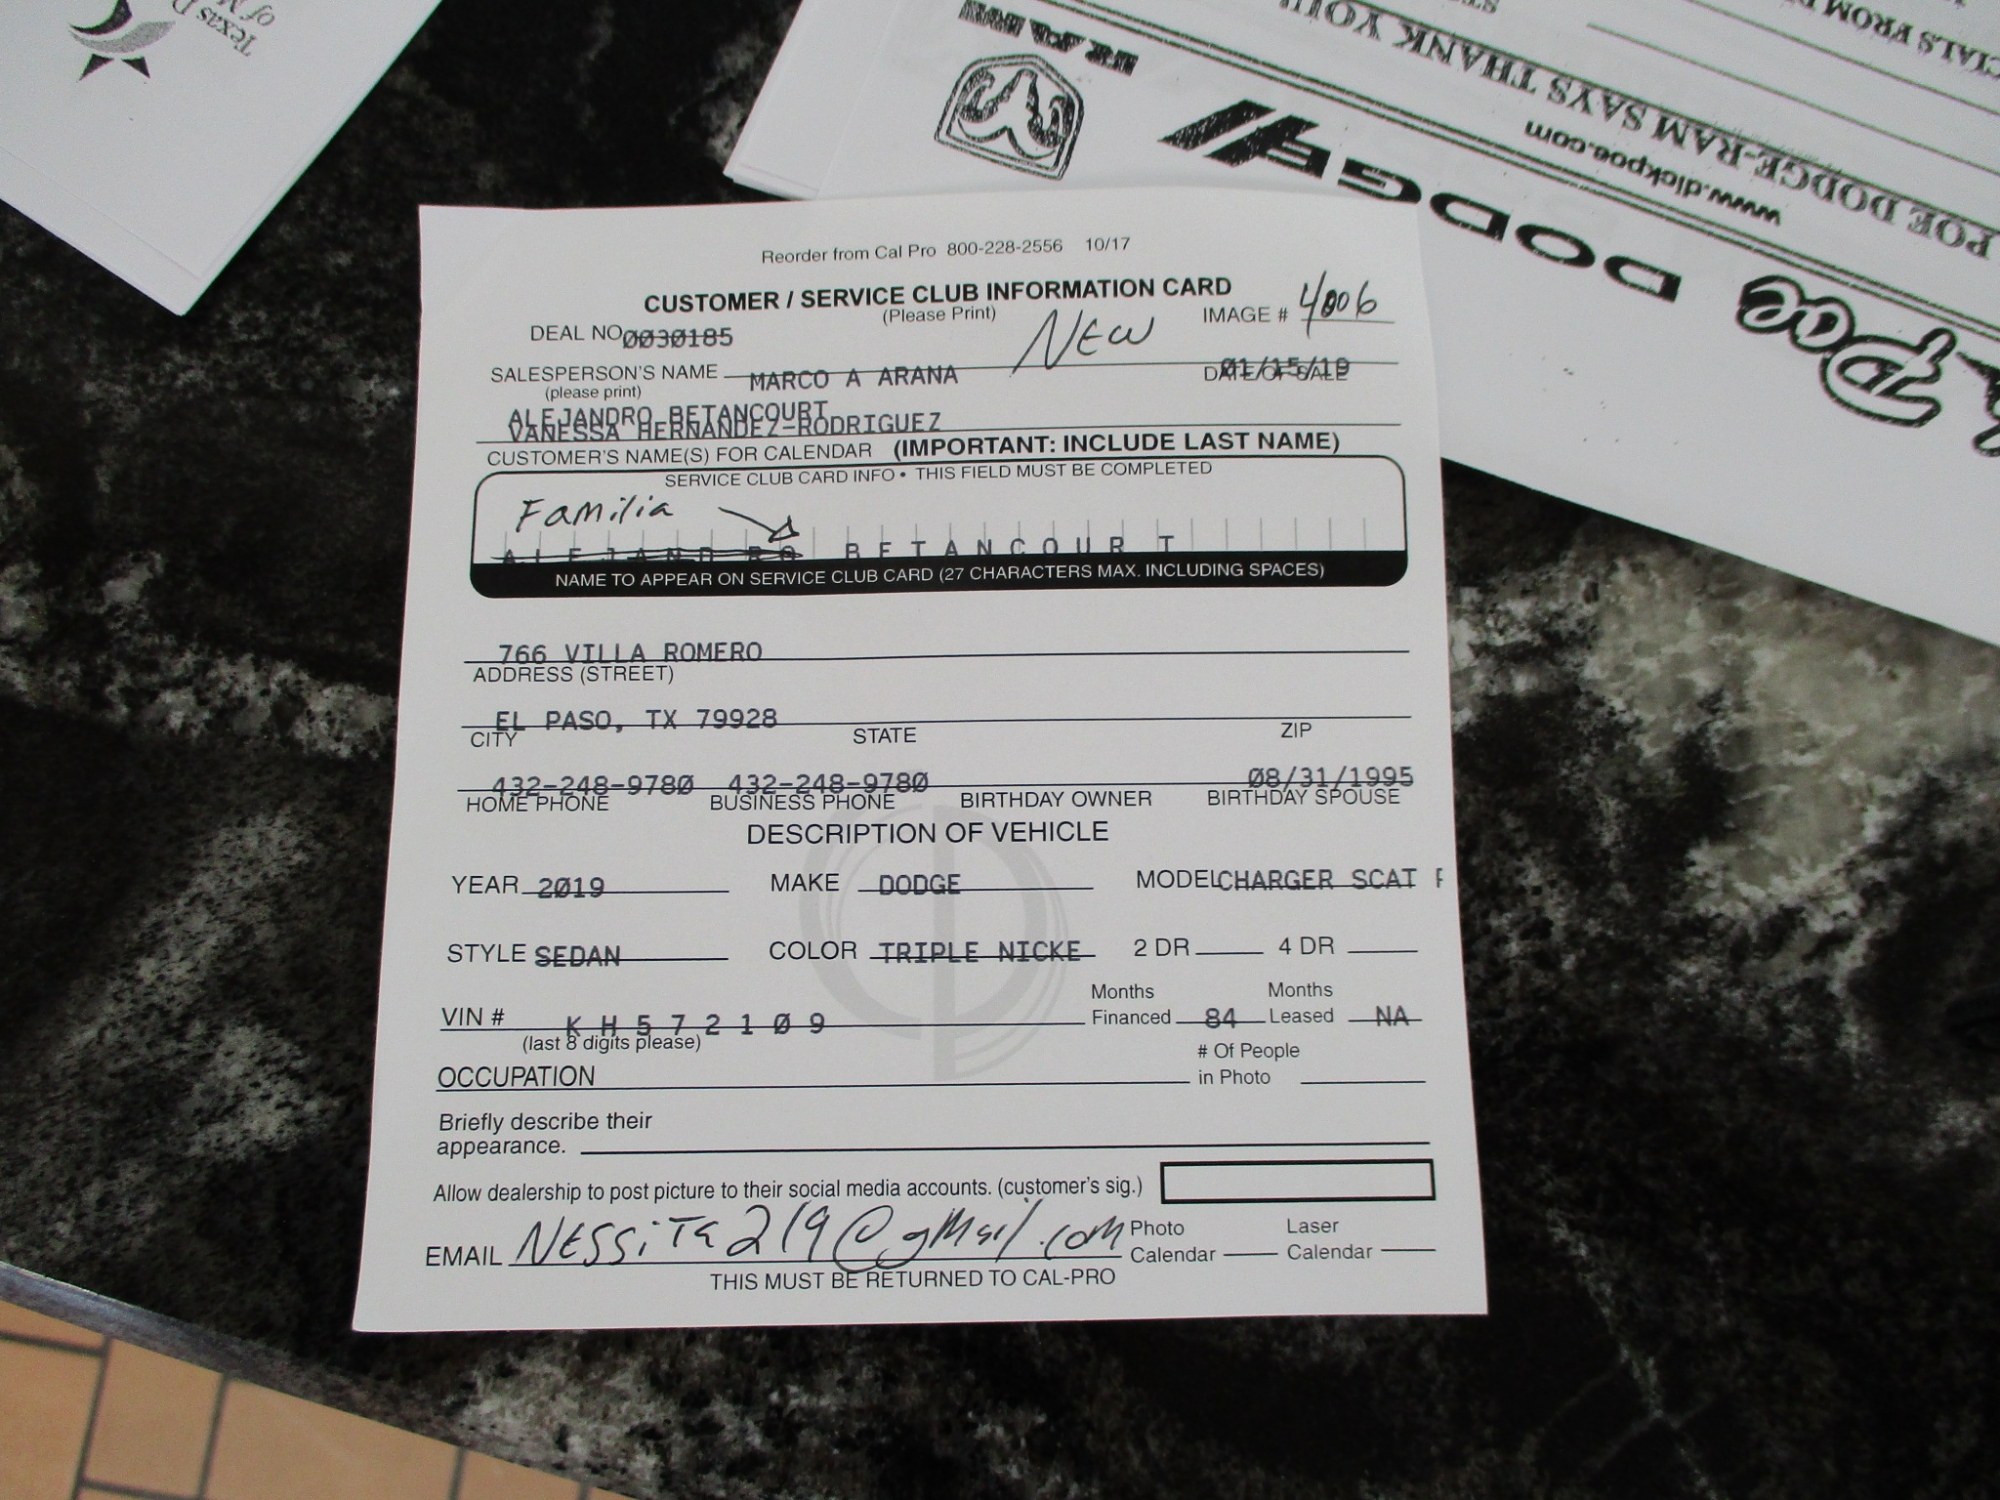 Texas D
of M
RAM
DODGE
Poe
www.dickpoe.com
POE DODGE-RAM SAYS THANK YOU
CIALS FROM
Reorder from Cal Pro 800-228-2556 10/17
CUSTOMER / SERVICE CLUB INFORMATION CARD
(Please Print)
DEAL NO 0030185 NEW IMAGE # 4006
SALESPERSON'S NAME MARCO A ARANA DATE OF SALE 01/15/19
(please print)
ALEJANDRO BETANCOURT
VANESSA HERNANDEZ-RODRIGUEZ
CUSTOMER'S NAME(S) FOR CALENDAR (IMPORTANT: INCLUDE LAST NAME)
SERVICE CLUB CARD INFO • THIS FIELD MUST BE COMPLETED
Familia
ALEJANDRO BETANCOURT
NAME TO APPEAR ON SERVICE CLUB CARD (27 CHARACTERS MAX. INCLUDING SPACES)
766 VILLA ROMERO
ADDRESS (STREET)
EL PASO, TX 79928
CITY STATE ZIP
432-248-9780 432-248-9780 08/31/1995
HOME PHONE BUSINESS PHONE BIRTHDAY OWNER BIRTHDAY SPOUSE
DESCRIPTION OF VEHICLE
YEAR 2019 MAKE DODGE MODEL CHARGER SCAT P
STYLE SEDAN COLOR TRIPLE NICKE 2 DR 4 DR
VIN # KH572109 Months Financed 84 Months Leased NA
(last 8 digits please)
OCCUPATION # Of People in Photo
Briefly describe their
appearance.
Allow dealership to post picture to their social media accounts. (customer's sig.)
EMAIL NESSiTa219@gMail.com Photo Calendar Laser Calendar
THIS MUST BE RETURNED TO CAL-PRO